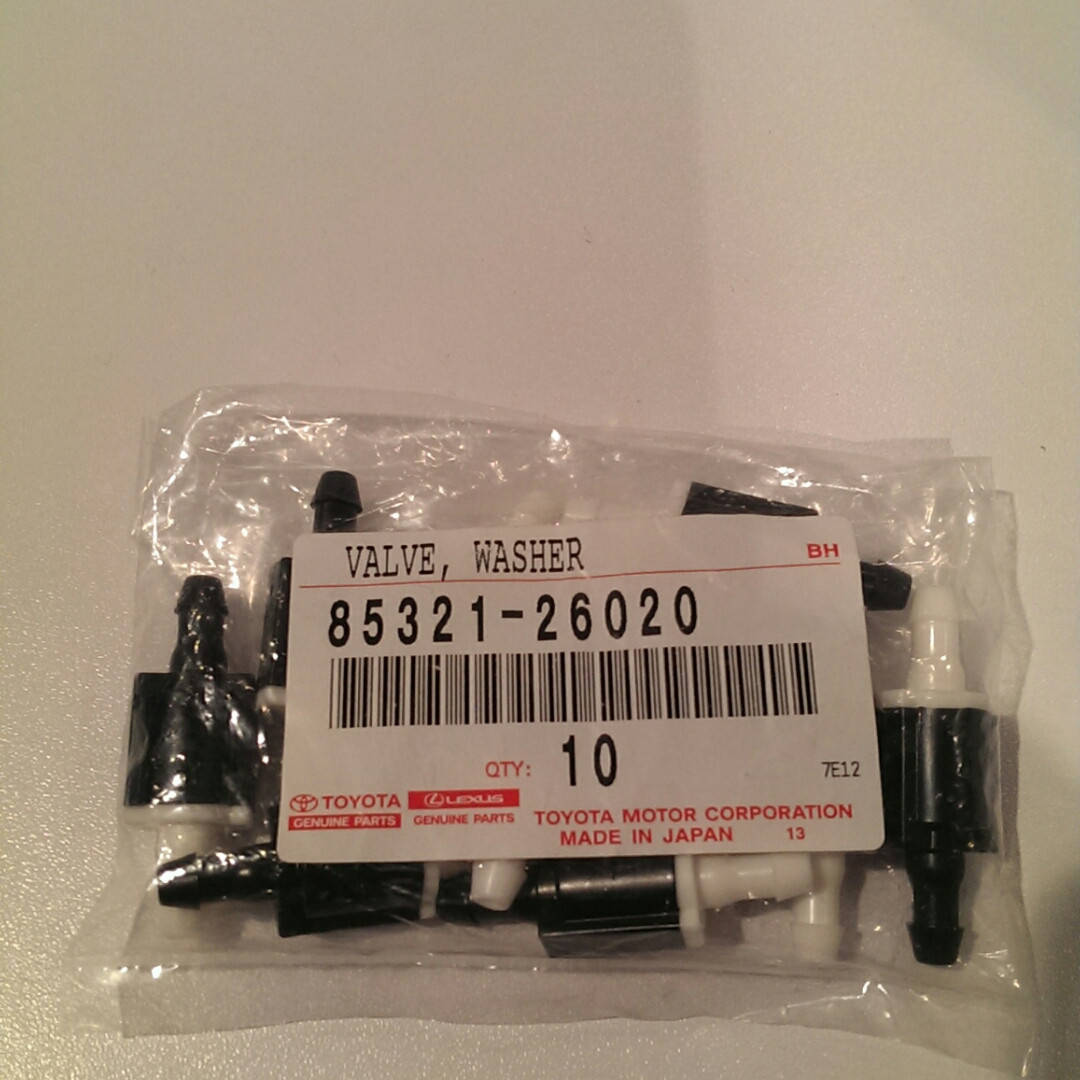 VALVE, WASHER BH
85321-26020
QTY: 10 7E12
TOYOTA LEXUS
GENUINE PARTS GENUINE PARTS
TOYOTA MOTOR CORPORATION
MADE IN JAPAN 13